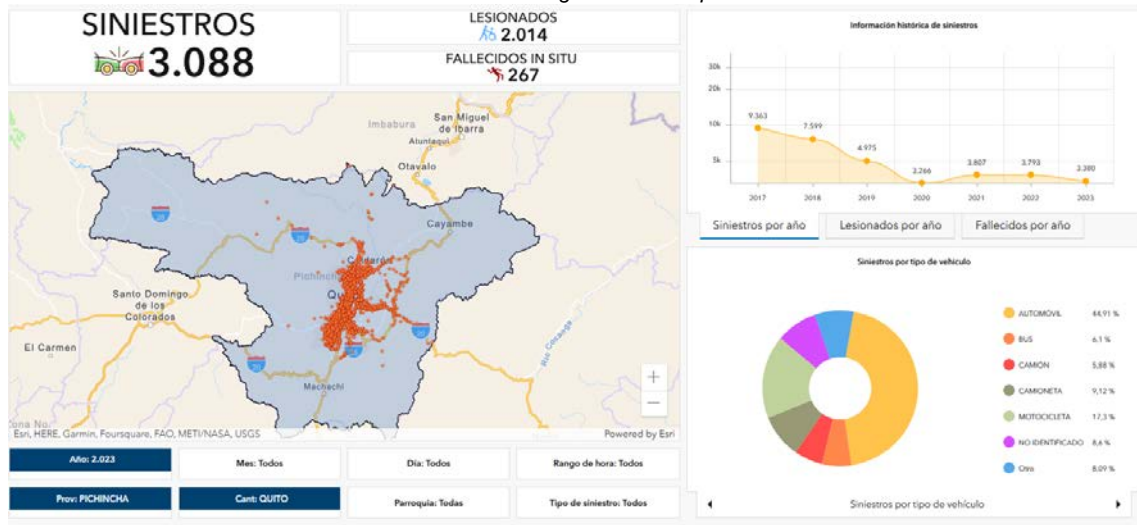 SINIESTROS
3.088
LESIONADOS
2.014
FALLECIDOS IN SITU
267
Imbabura
San Miguel
de Ibarra
Atuntaqui
Otavalo
Cayambe
Santo Domingo
de los
Colorados
El Carmen
Machachi
Esri, HERE, Garmin, Foursquare, FAO, METI/NASA, USGS
Powered by Esri
Año: 2.023
Mes: Todos
Día: Todos
Rango de hora: Todos
Prov: PICHINCHA
Cant: QUITO
Parroquia: Todas
Tipo de siniestro: Todos
Información histórica de siniestros
30k
20k
10k
5k
9.363
7.599
4.975
3.266
3.807
3.793
3.380
2017
2018
2019
2020
2021
2022
2023
Siniestros por año
Lesionados por año
Fallecidos por año
Siniestros por tipo de vehículo
AUTOMÓVIL 44,91 %
BUS 6,1 %
CAMIÓN 5,88 %
CAMIONETA 9,12 %
MOTOCICLETA 17,3 %
NO IDENTIFICADO 8,6 %
Otra 8,09 %
Siniestros por tipo de vehículo